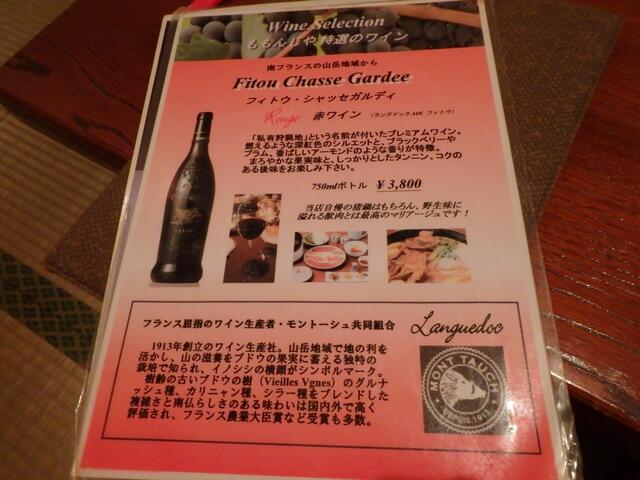 Wine Selection
ももんじや 特選のワイン
南フランスの山岳地域から
Fitou Chasse Gardee
フィトウ・シャッセガルディ
Rouge 赤ワイン (ラングドック AOC フィトウ)
「私有狩猟地」という名前が付いたプレミアムワイン。
燃えるような深紅色のシルエットと、ブラックベリーや
プラム、香ばしいアーモンドのような香りが特徴。
まろやかな果実味と、しっかりとしたタンニン、コクの
ある後味をお楽しみ下さい。
750mlボトル ¥3,800
当店自慢の猪鍋はもちろん、野生味に
溢れる獣肉とは最高のマリアージュです！
FITOU
フランス屈指のワイン生産者・モントーシュ共同組合
Languedoc
1913年創立のワイン生産社。山岳地域で地の利を
活かし、山の滋養をブドウの果実に蓄える独特の
栽培で知られ、イノシシの横顔がシンボルマーク。
樹齢の古いブドウの樹（Vieilles Vgnes）のグルナ
ッシュ種、カリニャン種、シラー種をブレンドした
複雑さと南仏らしさのある味わいは国内外で高く
評価され、フランス農業大臣賞など受賞も多数。
MONT TAUCH
DEPUIS 1913